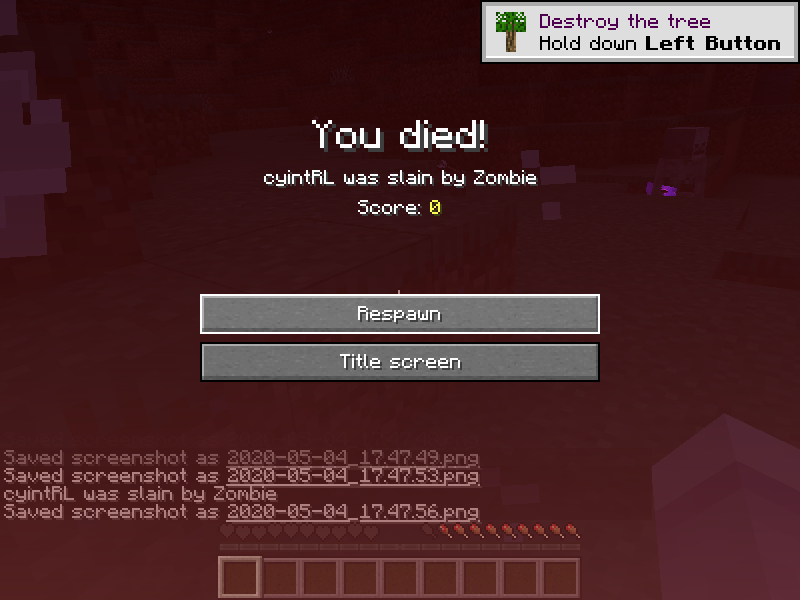 Destroy the tree
Hold down Left Button
You died!
cyintRL was slain by Zombie
Score: 0
Respawn
Title screen
Saved screenshot as 2020-05-04_17.47.49.png
Saved screenshot as 2020-05-04_17.47.53.png
cyintRL was slain by Zombie
Saved screenshot as 2020-05-04_17.47.56.png